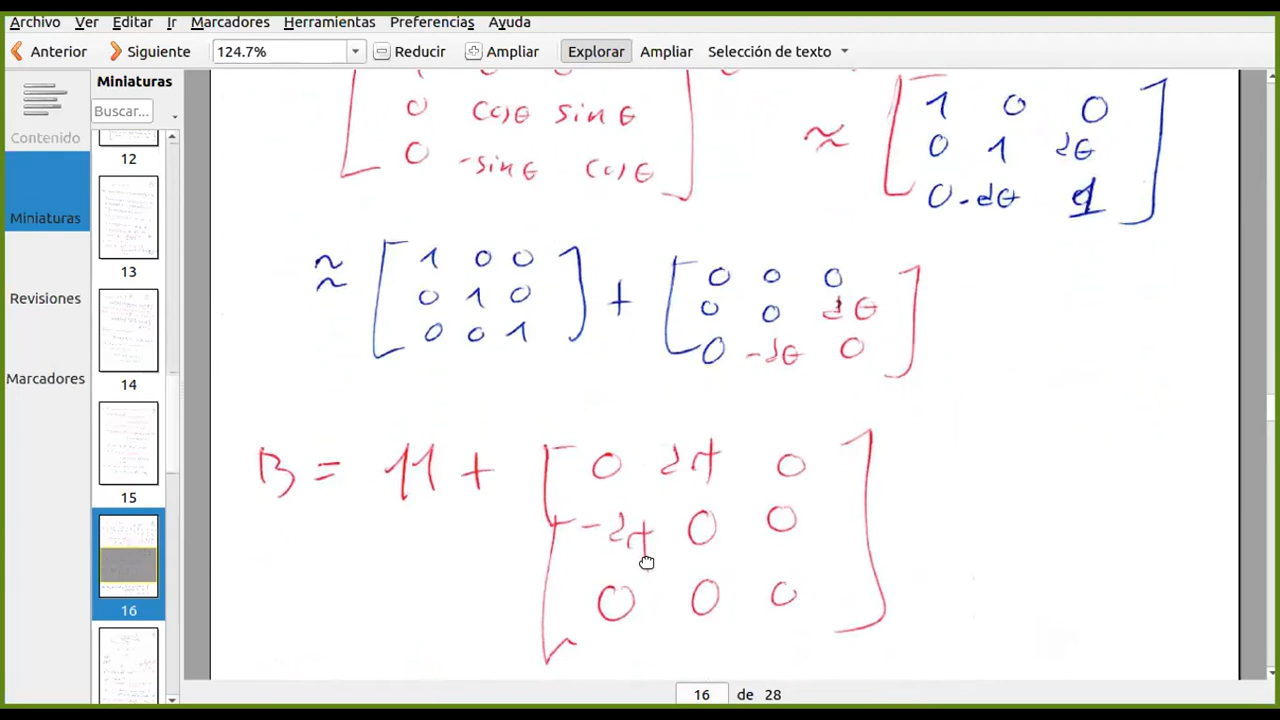 Archivo Ver Editar Ir Marcadores Herramientas Preferencias Ayuda
Anterior Siguiente 124.7% Reducir Ampliar Explorar Ampliar Selección de texto
Contenido
Miniaturas
Revisiones
Marcadores
Miniaturas
Buscar...
12
13
14
15
16
0 cosθ sinθ
0 -sinθ cosθ
≈
1 0 0
0 1 dθ
0 -dθ 1
≈
1 0 0
0 1 0
0 0 1
+
0 0 0
0 0 dθ
0 -dθ 0
B = 11 +
0 0
0 0
0 0 0
16 de 28